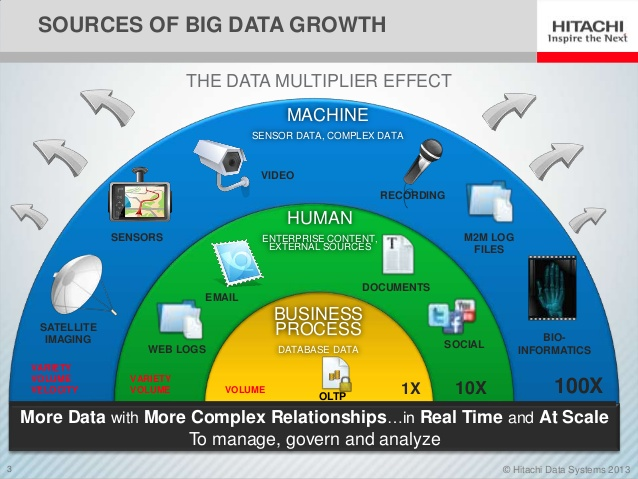 SOURCES OF BIG DATA GROWTH
HITACHI
Inspire the Next
THE DATA MULTIPLIER EFFECT
MACHINE
SENSOR DATA, COMPLEX DATA
VIDEO
RECORDING
SENSORS
M2M LOG
FILES
HUMAN
ENTERPRISE CONTENT,
EXTERNAL SOURCES
DOCUMENTS
EMAIL
SATELLITE
IMAGING
WEB LOGS
SOCIAL
BIO-
INFORMATICS
BUSINESS
PROCESS
DATABASE DATA
VARIETY
VOLUME
VELOCITY
VARIETY
VOLUME
VOLUME
OLTP
1X
10X
100X
More Data with More Complex Relationships…in Real Time and At Scale
To manage, govern and analyze
3
© Hitachi Data Systems 2013